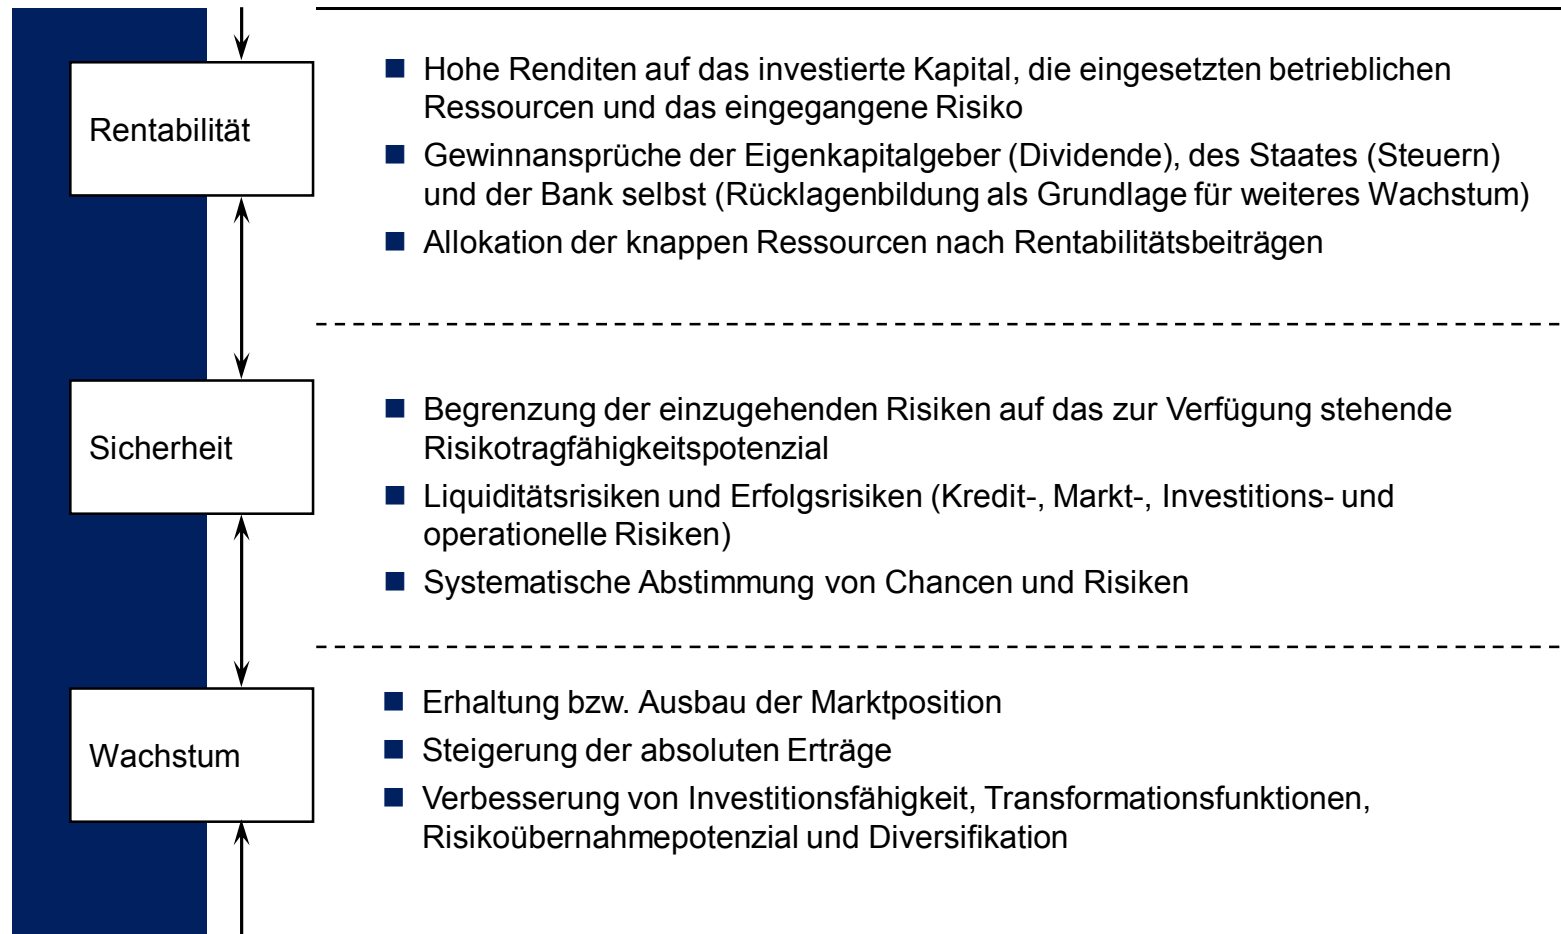 Rentabilität
Hohe Renditen auf das investierte Kapital, die eingesetzten betrieblichen
Ressourcen und das eingegangene Risiko
Gewinnansprüche der Eigenkapitalgeber (Dividende), des Staates (Steuern)
und der Bank selbst (Rücklagenbildung als Grundlage für weiteres Wachstum)
Allokation der knappen Ressourcen nach Rentabilitätsbeiträgen
Sicherheit
Begrenzung der einzugehenden Risiken auf das zur Verfügung stehende
Risikotragfähigkeitspotenzial
Liquiditätsrisiken und Erfolgsrisiken (Kredit-, Markt-, Investitions- und
operationelle Risiken)
Systematische Abstimmung von Chancen und Risiken
Wachstum
Erhaltung bzw. Ausbau der Marktposition
Steigerung der absoluten Erträge
Verbesserung von Investitionsfähigkeit, Transformationsfunktionen,
Risikoübernahmepotenzial und Diversifikation